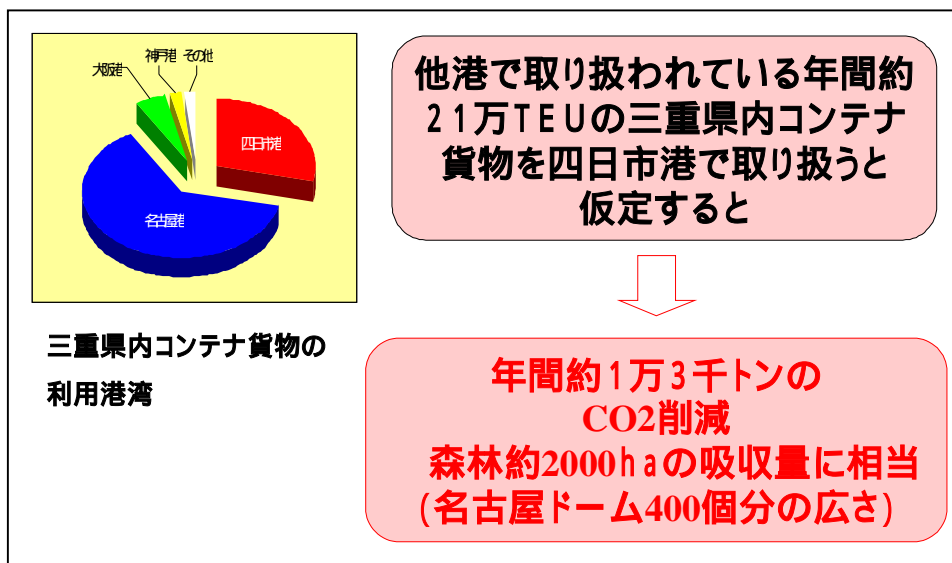 大阪港
神戸港
その他
四日市港
名古屋港
三重県内コンテナ貨物の
利用港湾
他港で取り扱われている年間約
21万TEUの三重県内コンテナ
貨物を四日市港で取り扱うと
仮定すると
年間約1万3千トンの
CO2削減
森林約2000haの吸収量に相当
(名古屋ドーム400個分の広さ)